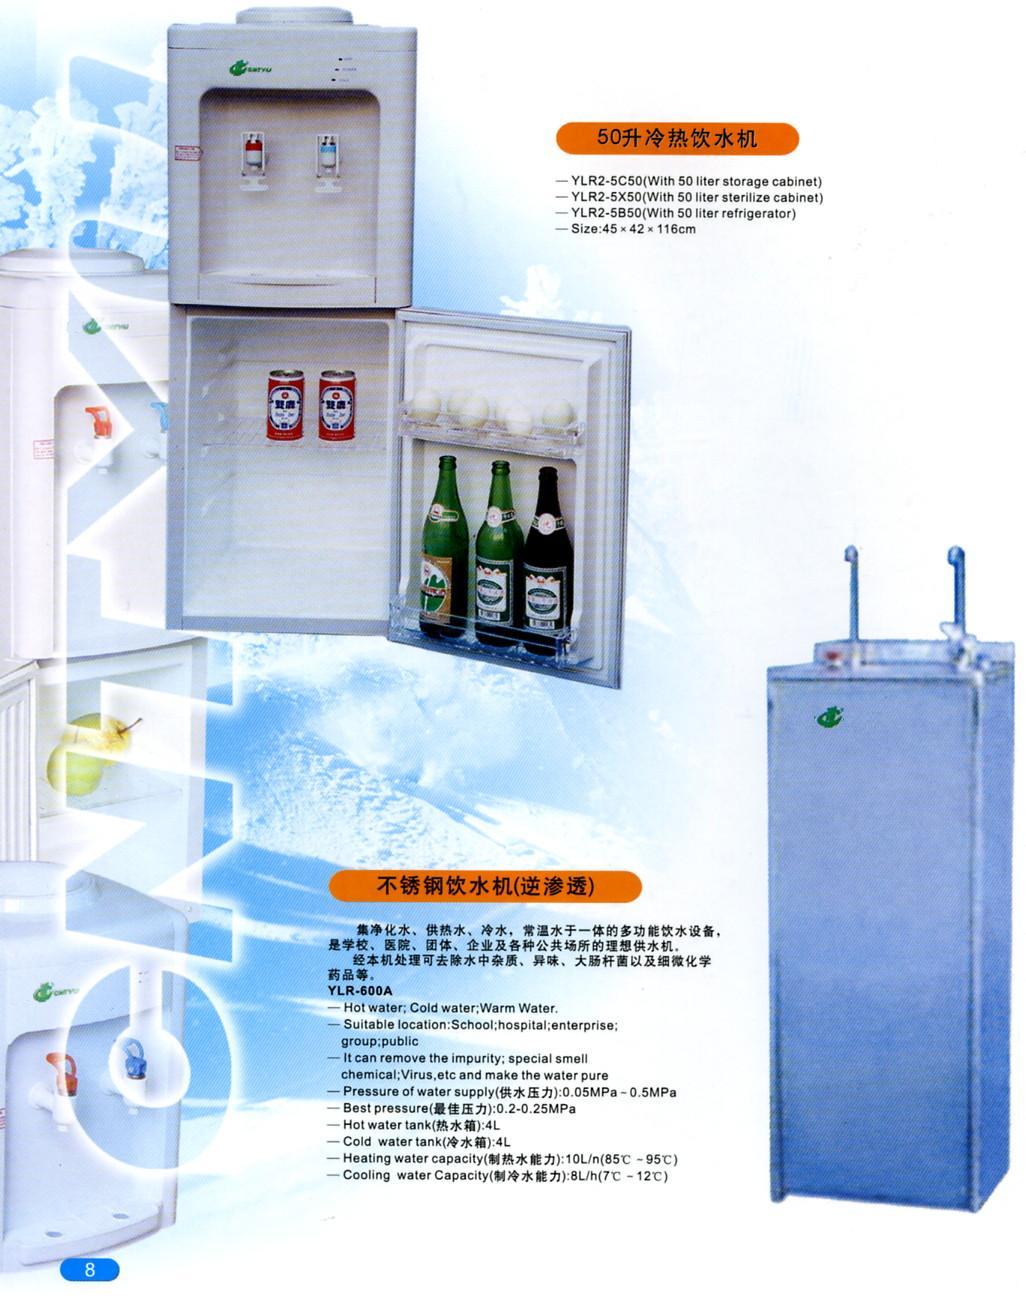 50升冷热饮水机
— YLR2-5C50(With 50 liter storage cabinet)
— YLR2-5X50(With 50 liter sterilize cabinet)
— YLR2-5B50(With 50 liter refrigerator)
— Size:45×42×116cm
不锈钢饮水机(逆渗透)
集净化水、供热水、冷水，常温水于一体的多功能饮水设备，
是学校、医院、团体、企业及各种公共场所的理想供水机。
经本机处理可去除水中杂质、异味、大肠杆菌以及细微化学
药品等。
YLR-600A
— Hot water; Cold water;Warm Water.
— Suitable location:School;hospital;enterprise;
group;public
— It can remove the impurity; special smell
chemical;Virus,etc and make the water pure
— Pressure of water supply(供水压力):0.05MPa~0.5MPa
— Best pressure(最佳压力):0.2-0.25MPa
— Hot water tank(热水箱):4L
— Cold water tank(冷水箱):4L
— Heating water capacity(制热水能力):10L/n(85℃ ~95℃)
— Cooling water Capacity(制冷水能力):8L/h(7℃ ~12℃)
8